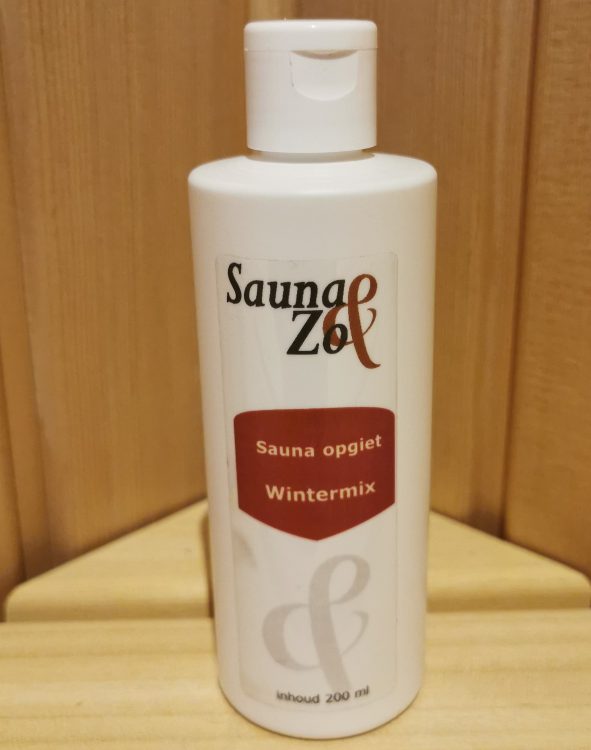 Sauna &
Zo
Sauna opgiet
Wintermix
&
inhoud 200 ml